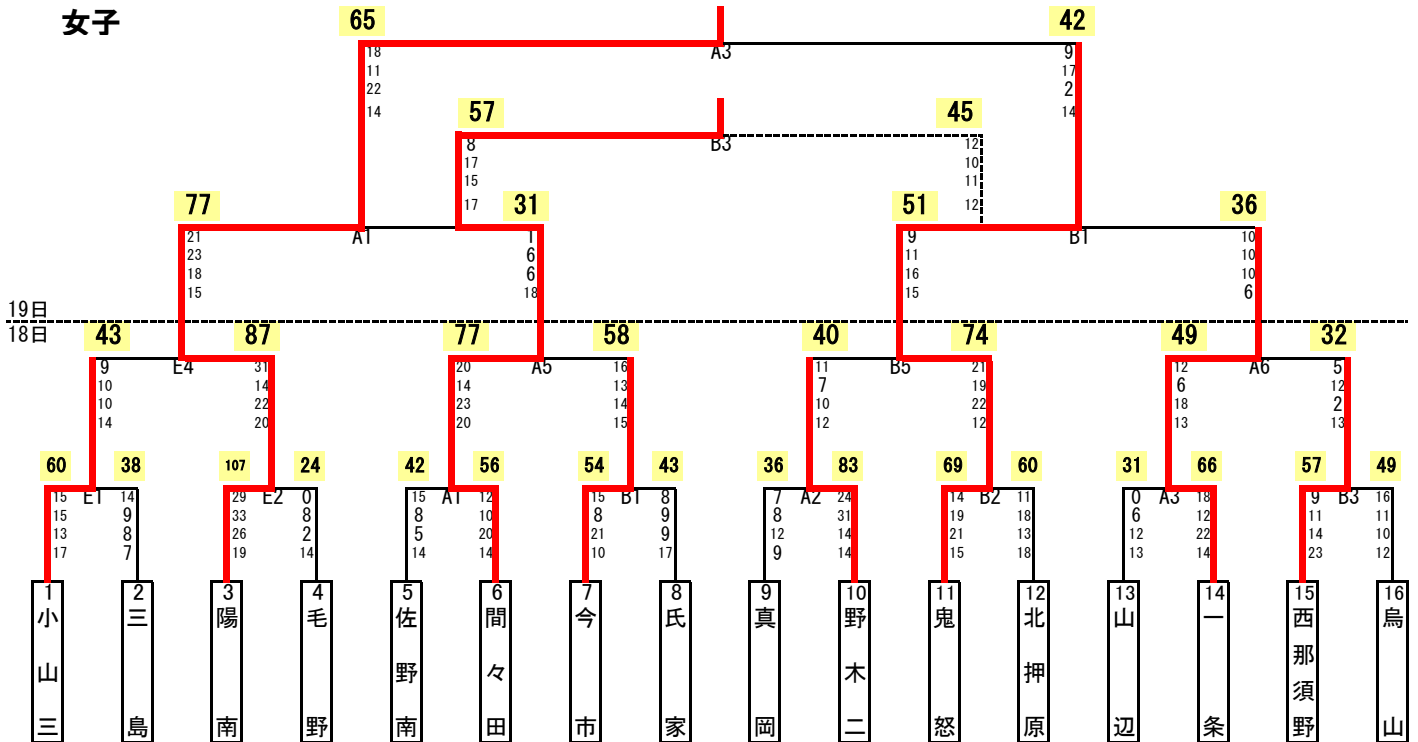 女子
65 42
18 A3 9
11 17
22 2
14 14
57 45
8 B3 12
17 10
15 11
17 12
77 31 51 36
21 A1 1 9 B1 10
23 6 11 10
18 6 16 10
15 18 15 6
19日
18日
43 87 77 58 40 74 49 32
9 E4 31 20 A5 16 11 B5 21 12 A6 5
10 14 14 13 7 19 6 12
10 22 23 14 10 22 18 2
14 20 20 15 12 12 13 13
60 38 107 24 42 56 54 43 36 83 69 60 31 66 57 49
15 E1 14 29 E2 0 15 A1 12 15 B1 8 7 A2 24 14 B2 11 0 A3 18 9 B3 16
15 9 33 8 8 10 8 9 8 31 19 18 6 12 11 11
13 8 26 2 5 20 21 9 12 14 21 13 12 22 14 10
17 7 19 14 14 14 10 17 9 14 15 18 13 14 23 12
1 2 3 4 5 6 7 8 9 10 11 12 13 14 15 16
小山三
三島
陽南
毛野
佐野南
間々田
今市
氏家
真岡
野木二
鬼怒
北押原
山辺
一条
西那須野
烏山